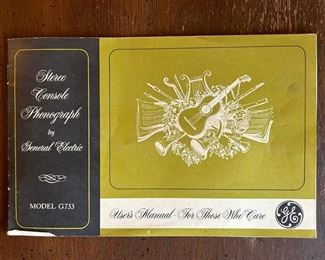 Stereo
Console
Phonograph
by
General Electric
MODEL G733
User's Manual For Those Who Care
GE